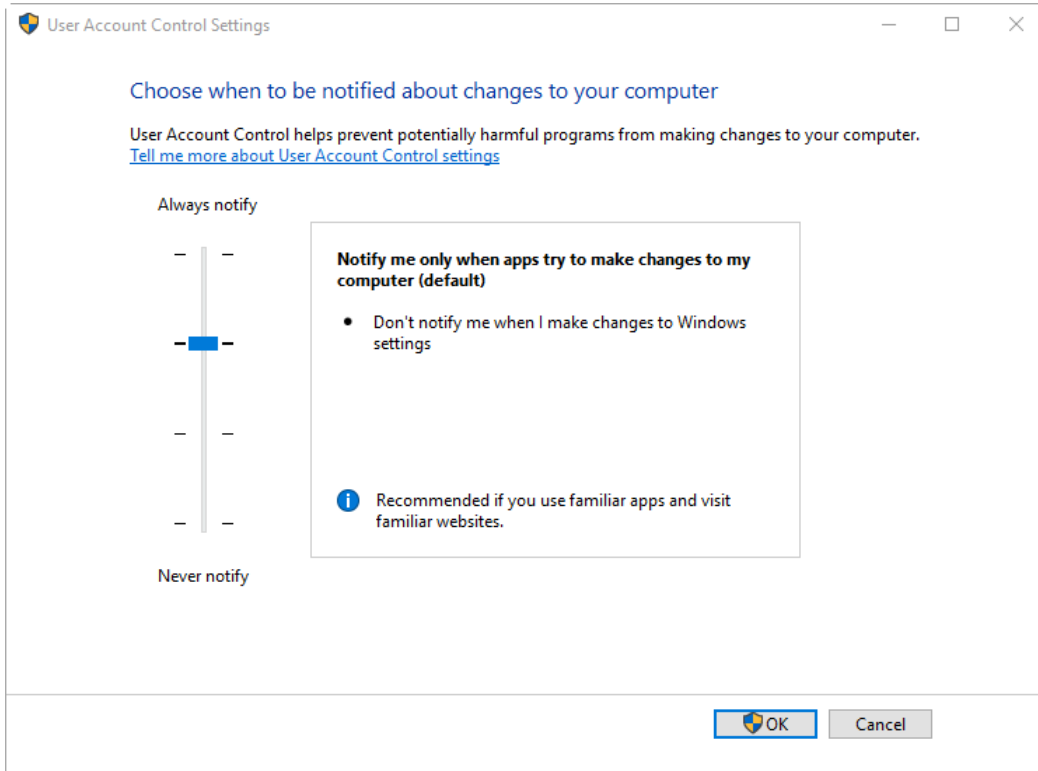 User Account Control Settings
Choose when to be notified about changes to your computer
User Account Control helps prevent potentially harmful programs from making changes to your computer.
Tell me more about User Account Control settings
Always notify
Notify me only when apps try to make changes to my
computer (default)
• Don't notify me when I make changes to Windows
settings
Recommended if you use familiar apps and visit
familiar websites.
Never notify
OK
Cancel